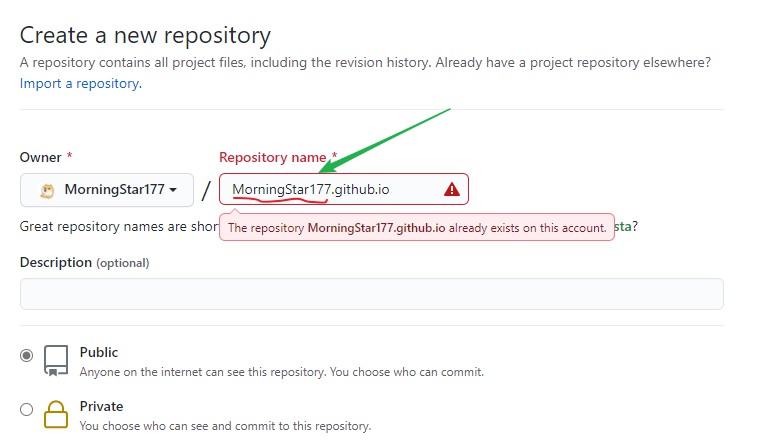 Create a new repository
A repository contains all project files, including the revision history. Already have a project repository elsewhere?
Import a repository.
Owner *
Repository name *
MorningStar177
/
MorningStar177.github.io
The repository MorningStar177.github.io already exists on this account.
Great repository names are shor
sta?
Description (optional)
Public
Anyone on the internet can see this repository. You choose who can commit.
Private
You choose who can see and commit to this repository.